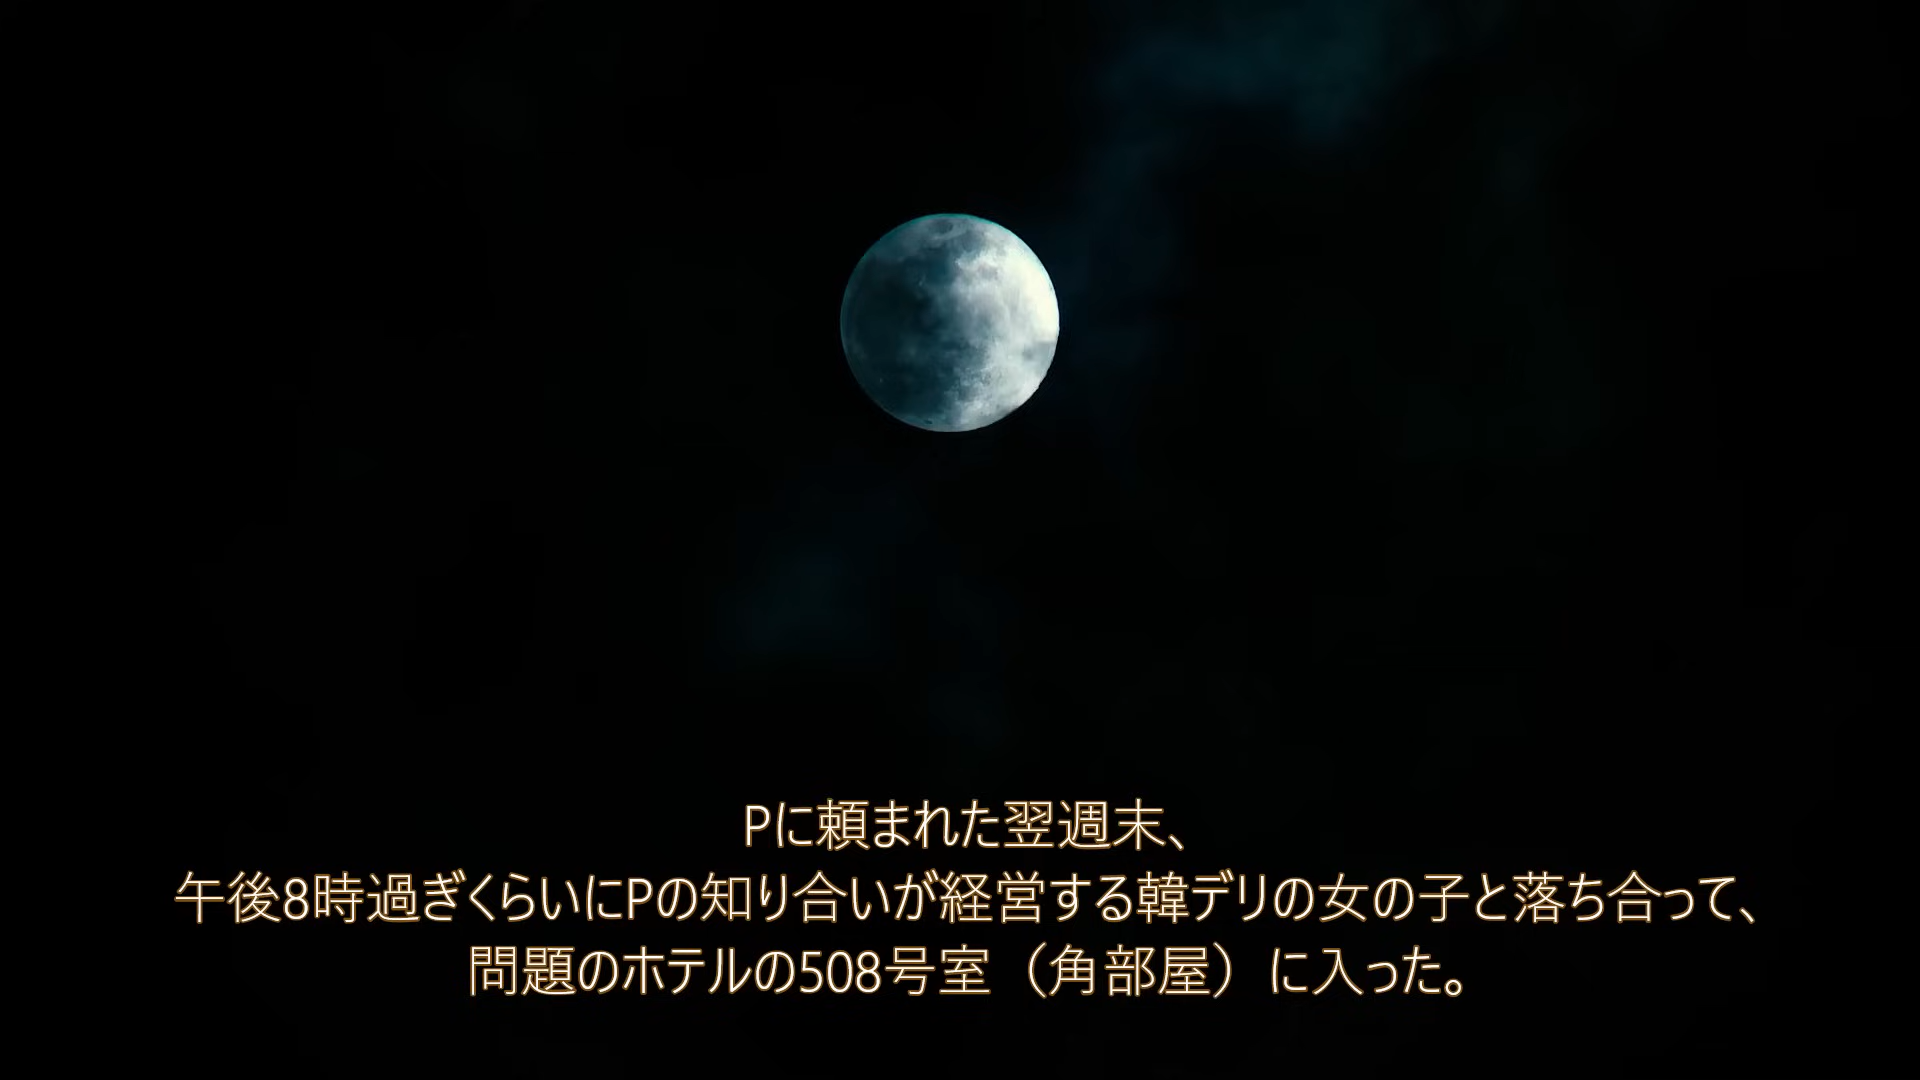 Pに頼まれた翌週末、
午後8時過ぎくらいにPの知り合いが経営する韓デリの女の子と落ち合って、
問題のホテルの508号室（角部屋）に入った。